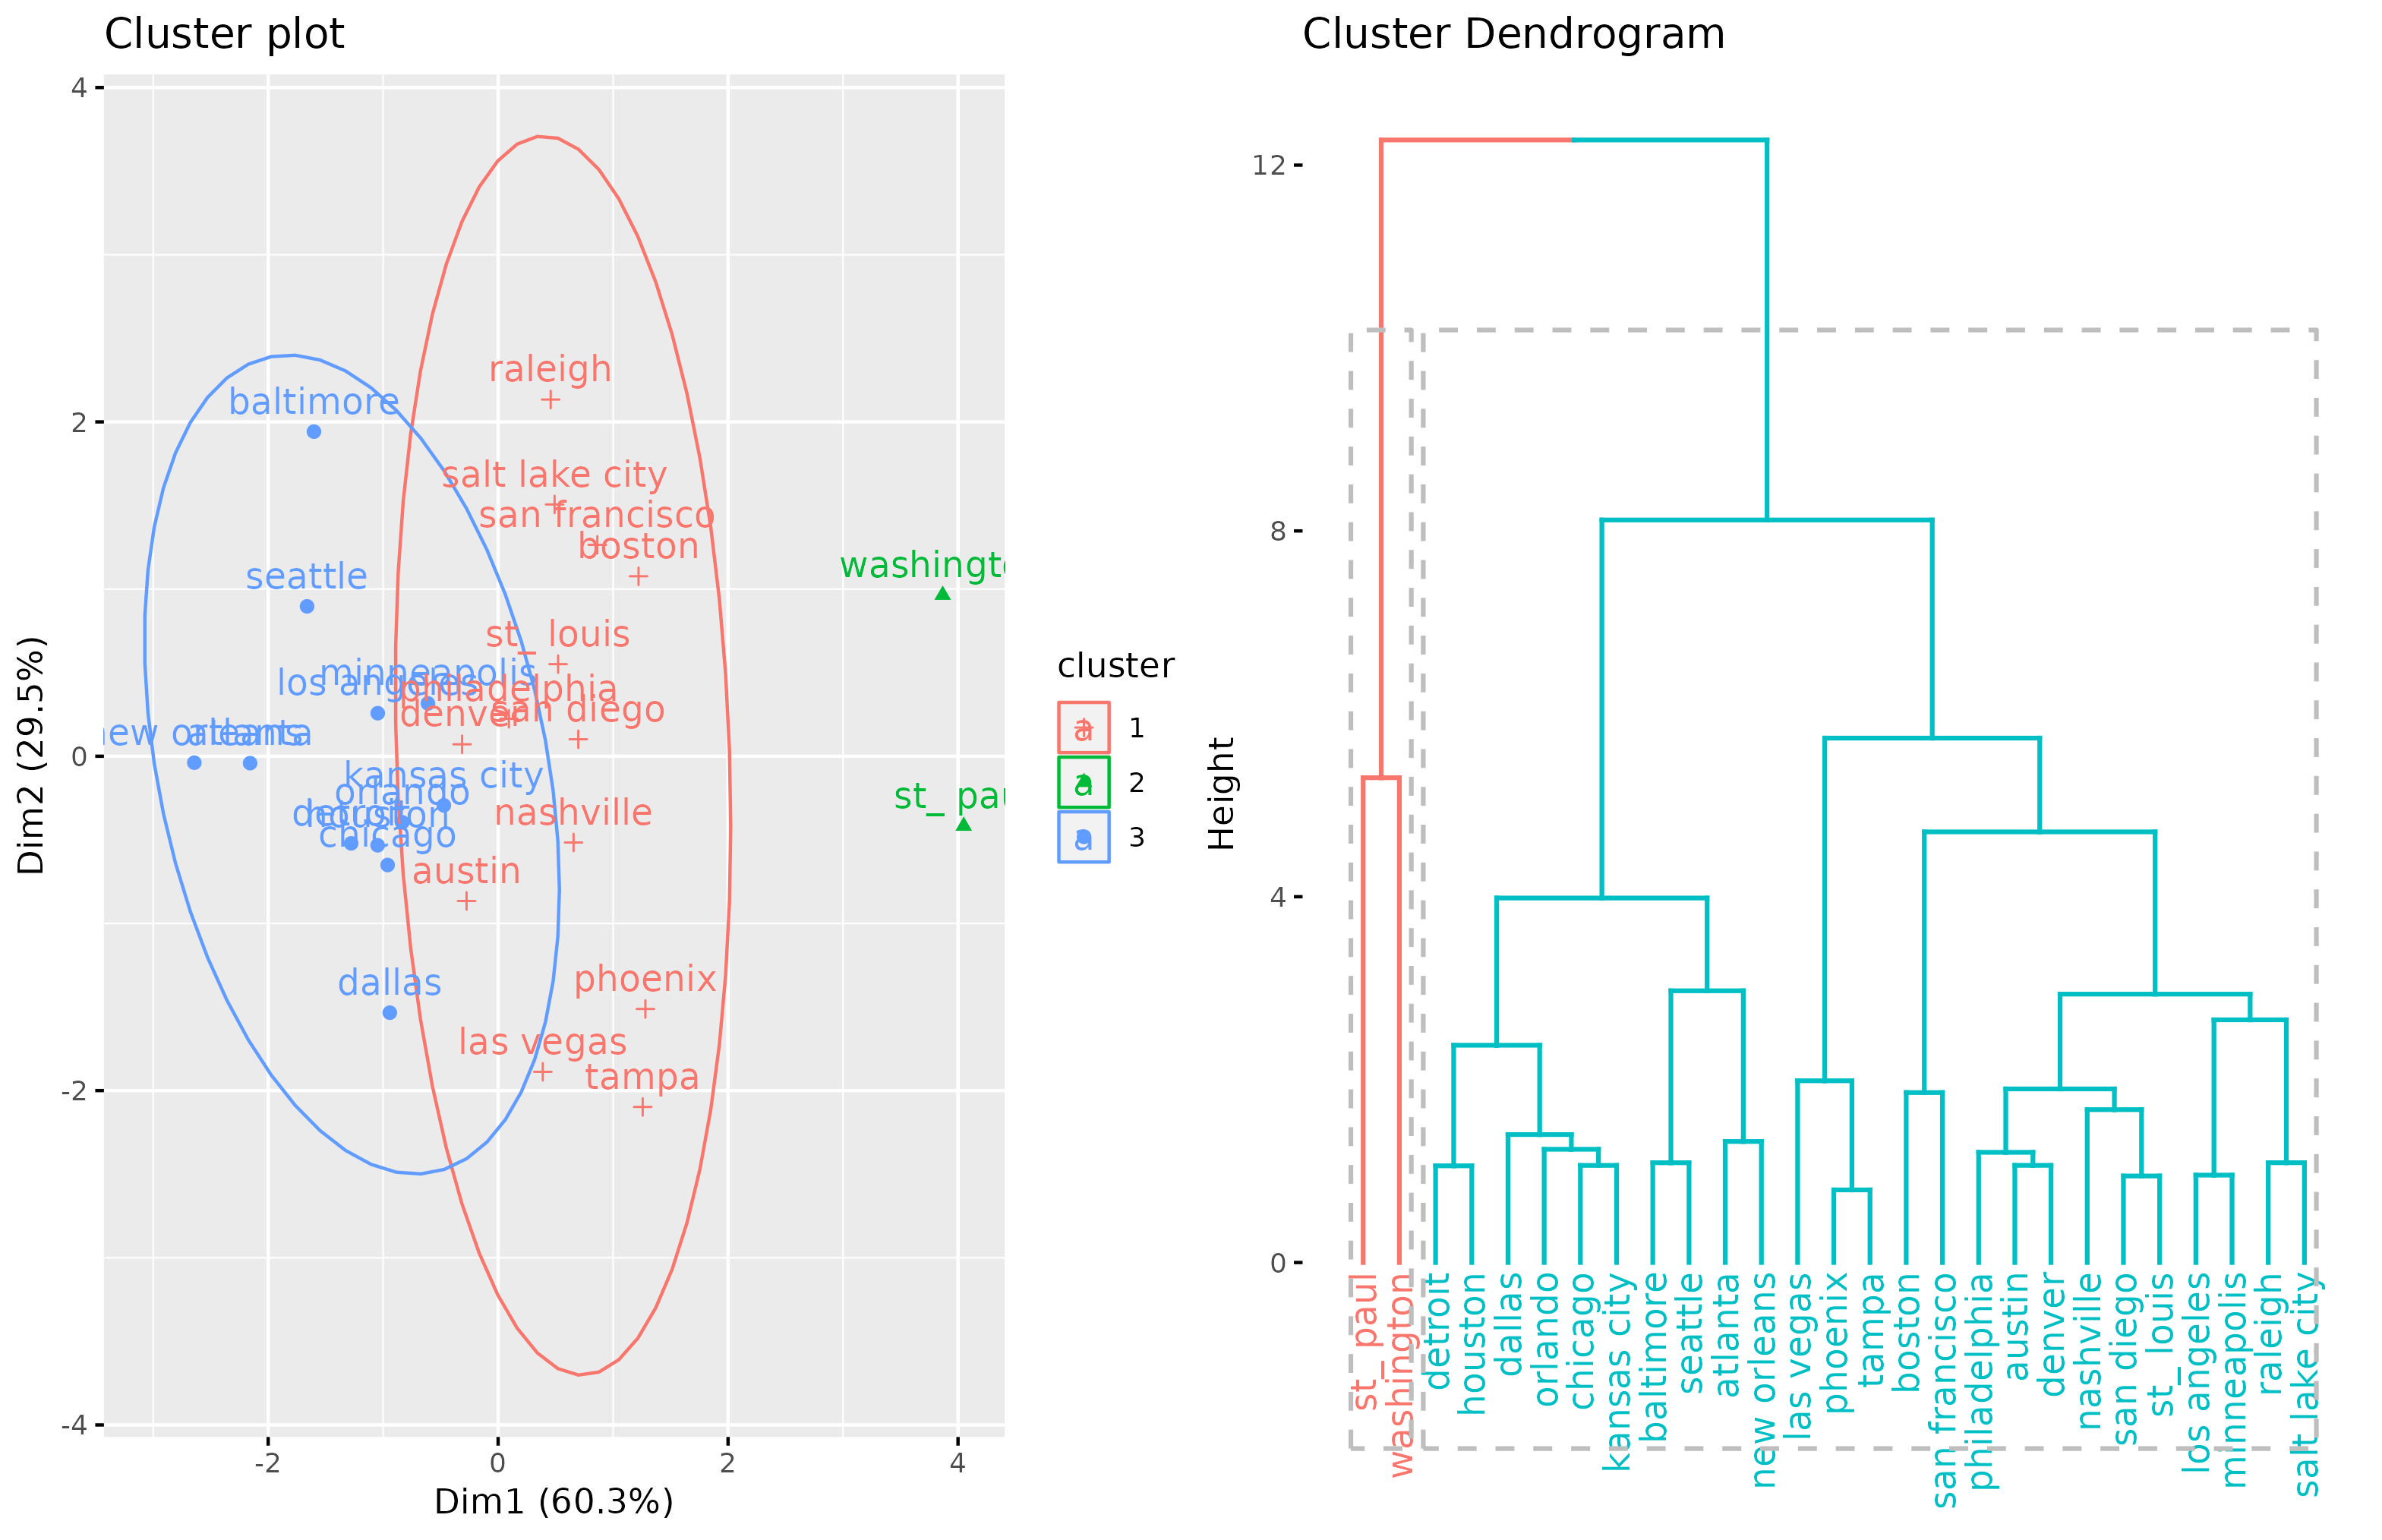 Cluster plot
4
2
0
-2
-4
Dim2 (29.5%)
-2
0
2
4
Dim1 (60.3%)
raleigh
baltimore
salt lake city
san francisco
boston
washingt
seattle
st_ louis
minneapolis
los angeles
philadelphia
denver
san diego
new orleans
atlanta
kansas city
orlando
st_ pau
detroit
houston
nashville
chicago
austin
dallas
phoenix
las vegas
tampa
cluster
a 1
a 2
a 3
Cluster Dendrogram
12
8
4
0
Height
st_ paul
washington
detroit
houston
dallas
orlando
chicago
kansas city
baltimore
seattle
atlanta
new orleans
las vegas
phoenix
tampa
boston
san francisco
philadelphia
austin
denver
nashville
san diego
st_ louis
los angeles
minneapolis
raleigh
salt lake city